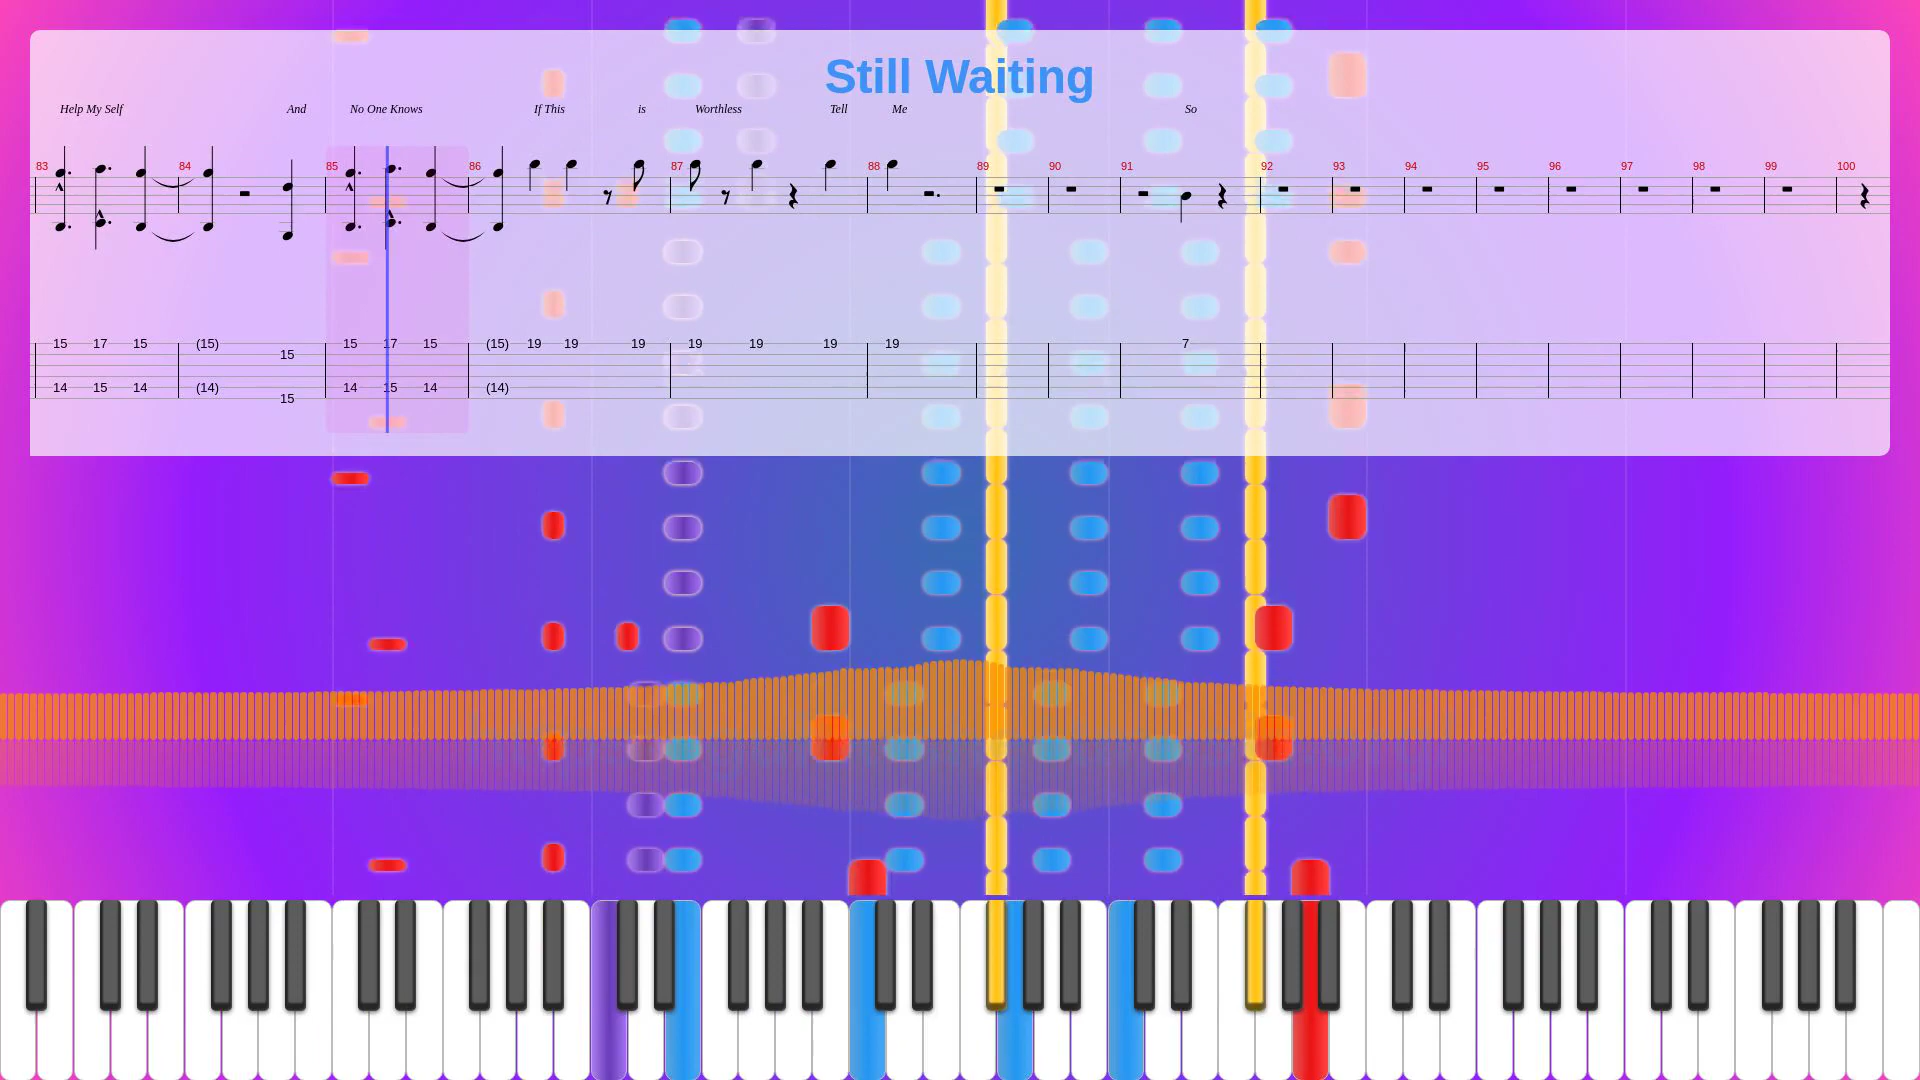 Still Waiting
Help My Self And No One Knows If This is Worthless Tell Me So
83 84 85 86 87 88 89 90 91 92 93 94 95 96 97 98 99 100
15 17 15 (15) 15 17 15 (15) 19 19 19 19 19 19 19 7
15
14 15 14 (14) 14 15 14 (14)
15